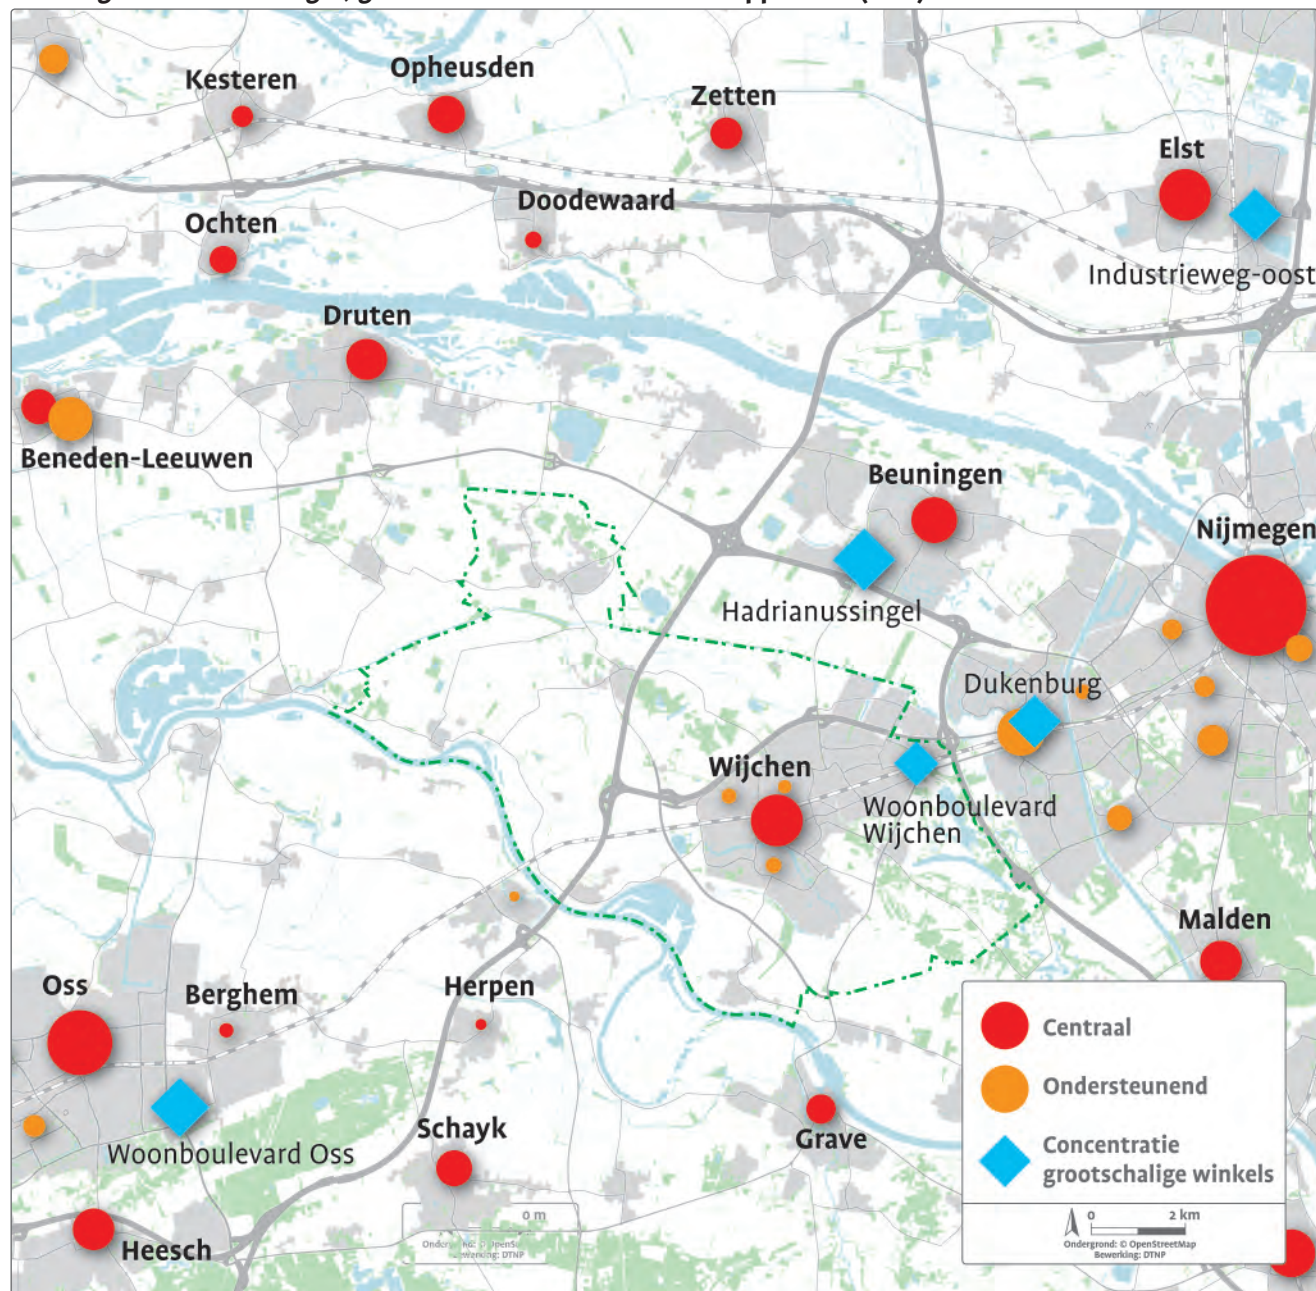 Kesteren
Opheusden
Zetten
Elst
Doodewaard
Ochten
Industrieweg-oost
Druten
Beneden-Leeuwen
Beuningen
Nijmegen
Hadrianussingel
Dukenburg
Wijchen
Woonboulevard
Wijchen
Malden
Oss
Berghem
Herpen
Centraal
Ondersteunend
Schayk
Grave
Woonboulevard Oss
Concentratie
grootschalige winkels
0 m
0 2 km
Ondergrond: © OpenStreetMap
Bewerking: DTNP
Heesch